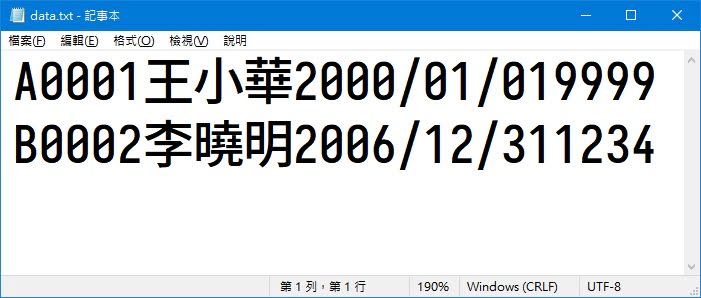 data.txt - 記事本
檔案(F) 編輯(E) 格式(O) 檢視(V) 說明
A0001王小華2000/01/019999
B0002李曉明2006/12/311234
第 1 列，第 1 行 190% Windows (CRLF) UTF-8